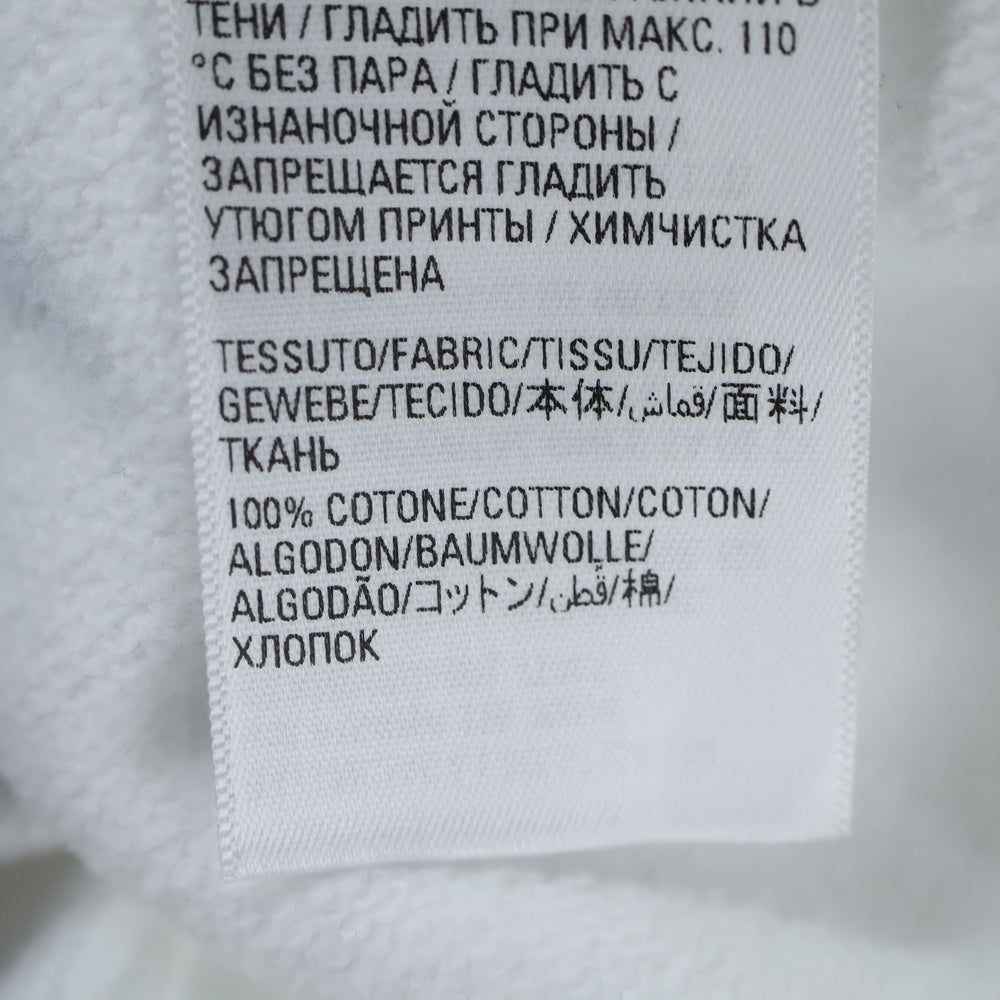 ТЕНИ / ГЛАДИТЬ ПРИ МАКС. 110
°C БЕЗ ПАРА / ГЛАДИТЬ С
ИЗНАНОЧНОЙ СТОРОНЫ /
ЗАПРЕЩАЕТСЯ ГЛАДИТЬ
УТЮГОМ ПРИНТЫ / ХИМЧИСТКА
ЗАПРЕЩЕНА
TESSUTO/FABRIC/TISSU/TEJIDO/
GEWEBE/TECIDO/本体/قماش/面料/
ТКАНЬ
100% COTONE/COTTON/COTON/
ALGODON/BAUMWOLLE/
ALGODÃO/コットン/قطن/棉/
ХЛОПОК